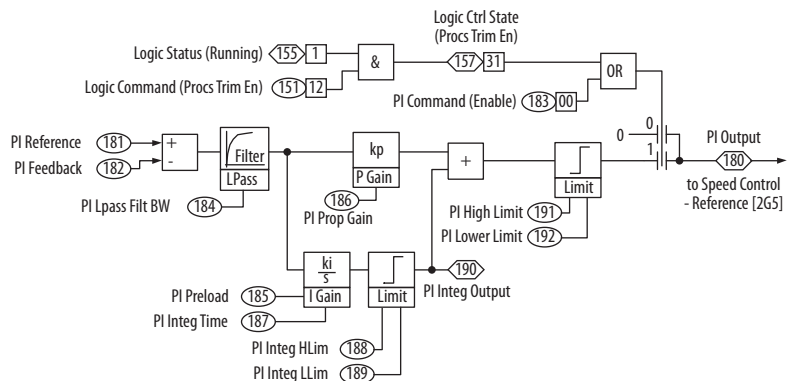 Logic Ctrl State
(Procs Trim En)
Logic Status (Running) 155 1
&
157 31
OR
Logic Command (Procs Trim En) 151 12
PI Command (Enable) 183 00
0
0
1
PI Output
PI Reference 181
+
-
Filter
LPass
kp
P Gain
+
Limit
180
PI Feedback 182
to Speed Control
- Reference [2G5]
PI Lpass Filt BW 184
186
PI Prop Gain
PI High Limit 191
PI Lower Limit 192
ki
s
I Gain
Limit
190
PI Integ Output
PI Preload 185
PI Integ Time 187
PI Integ HLim 188
PI Integ LLim 189